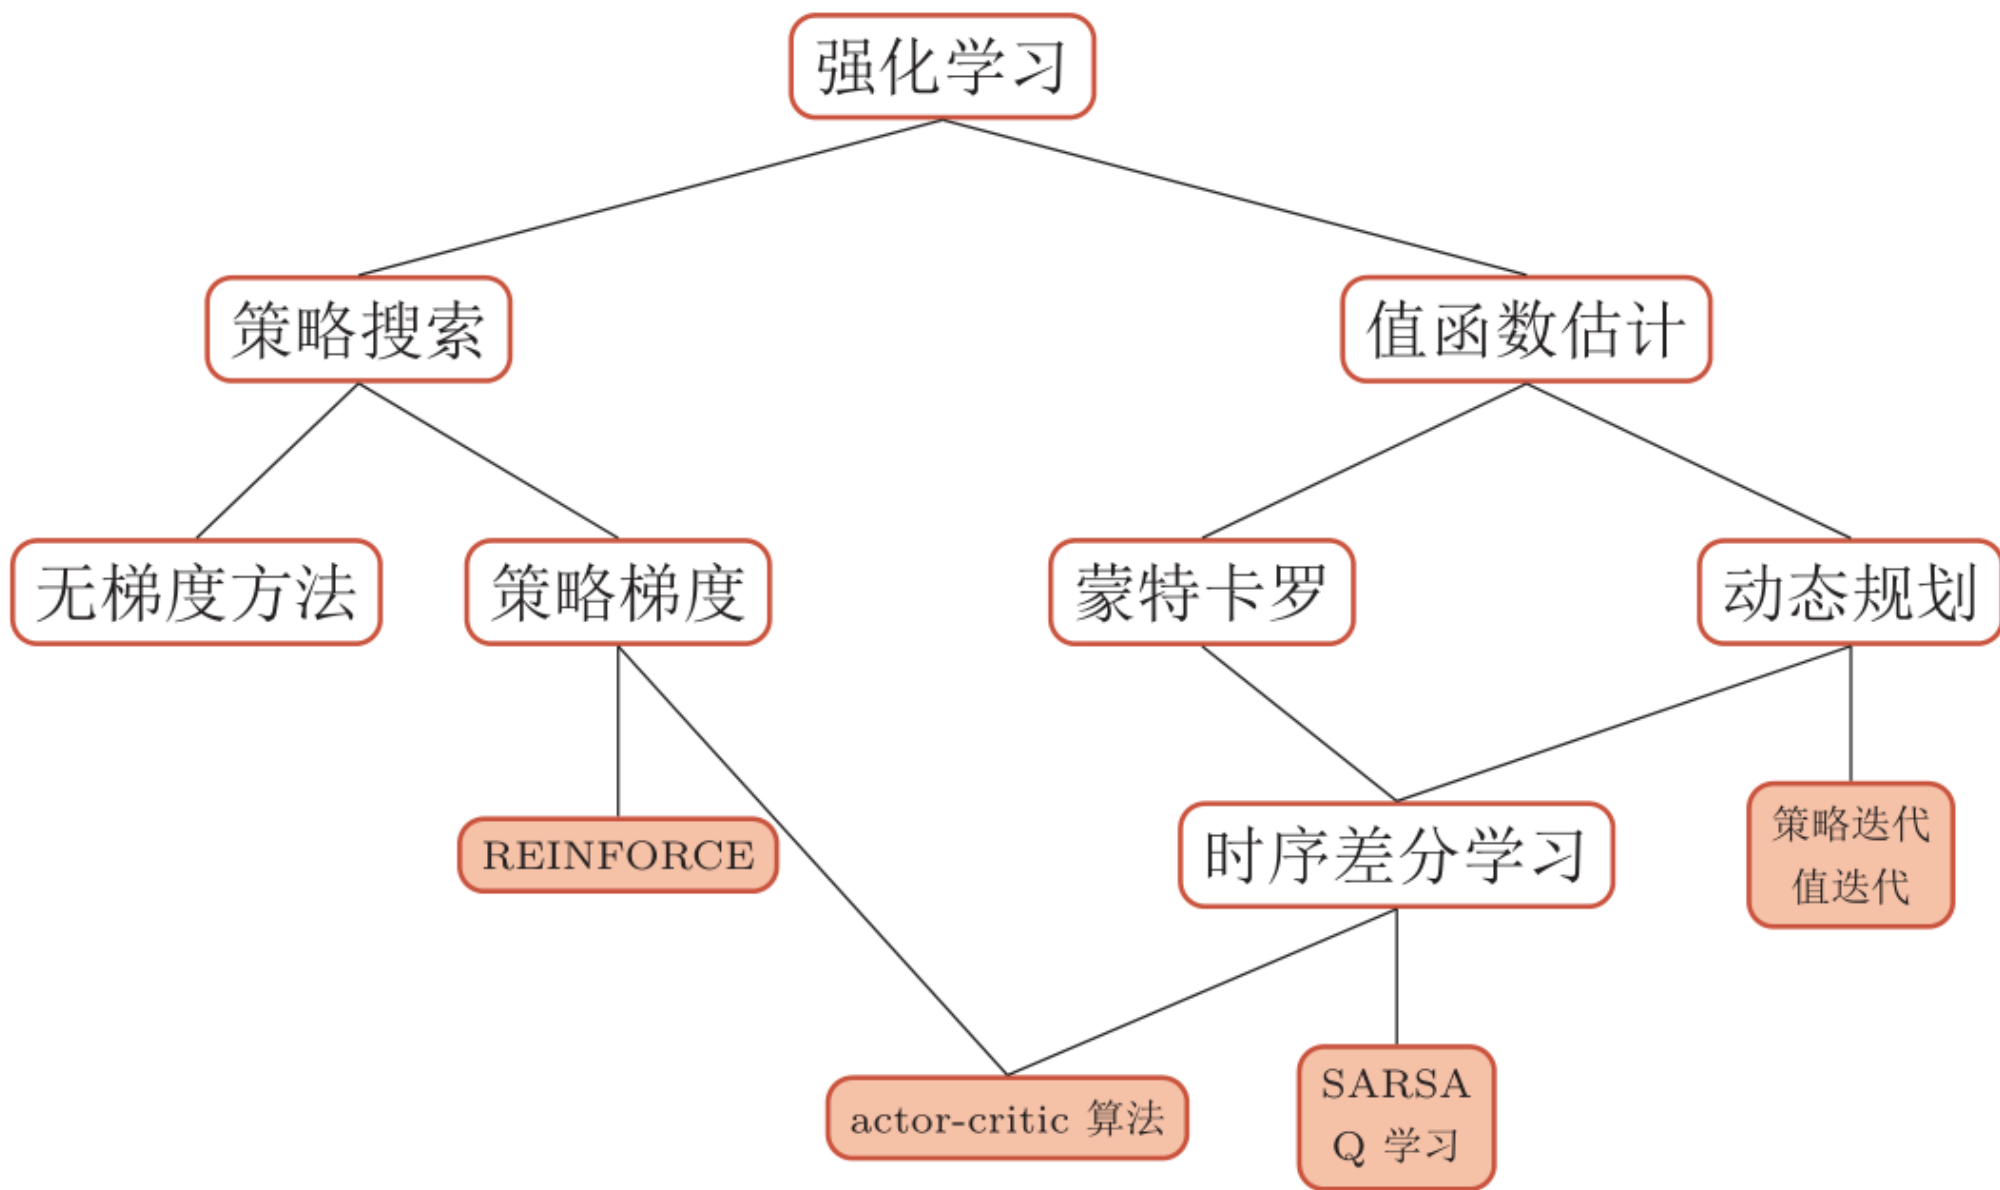 强化学习
策略搜索
值函数估计
无梯度方法
策略梯度
蒙特卡罗
动态规划
REINFORCE
时序差分学习
策略迭代
值迭代
actor-critic 算法
SARSA
Q 学习